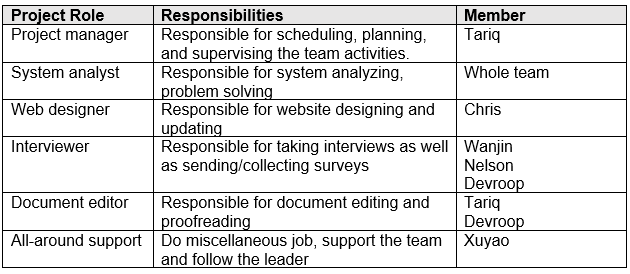 Project Role Responsibilities Member
Project manager Responsible for scheduling, planning, Tariq
and supervising the team activities.
System analyst Responsible for system analyzing, Whole team
problem solving
Web designer Responsible for website designing and Chris
updating
Interviewer Responsible for taking interviews as well Wanjin
as sending/collecting surveys Nelson
Devroop
Document editor Responsible for document editing and Tariq
proofreading Devroop
All-around support Do miscellaneous job, support the team Xuyao
and follow the leader